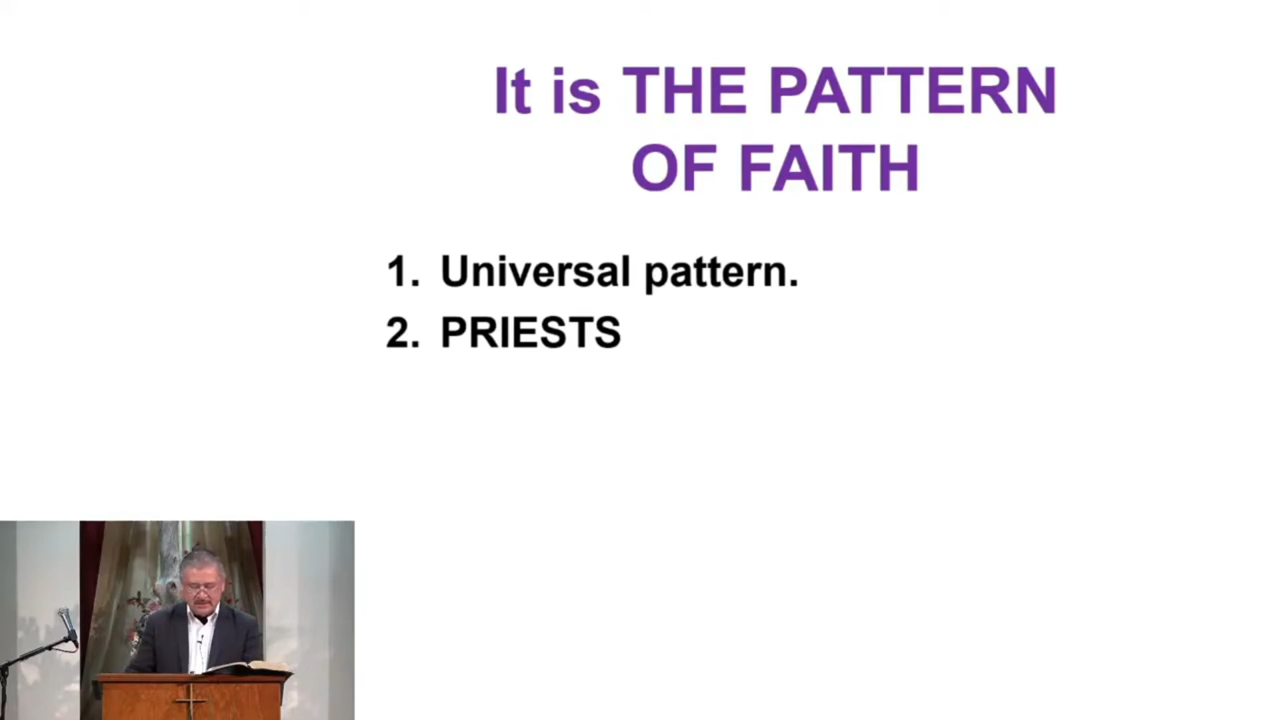 It is THE PATTERN
OF FAITH
1. Universal pattern.
2. PRIESTS